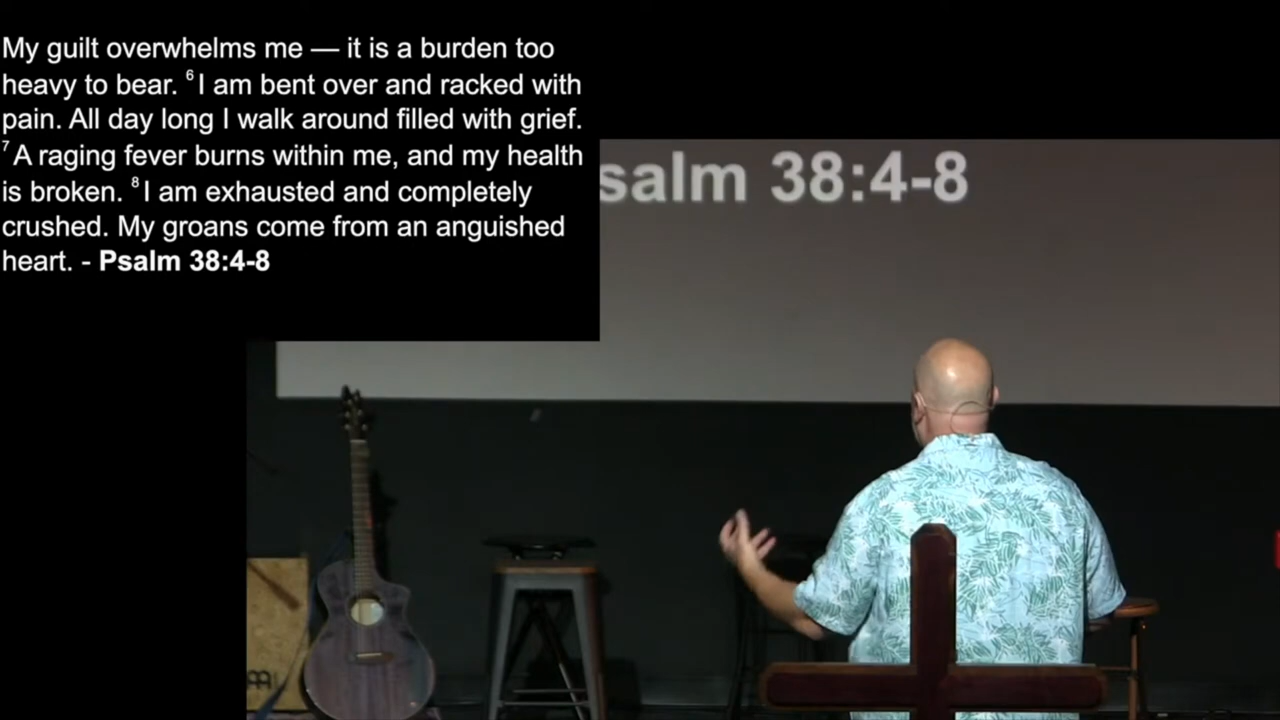 My guilt overwhelms me — it is a burden too
heavy to bear. ⁶ I am bent over and racked with
pain. All day long I walk around filled with grief.
⁷ A raging fever burns within me, and my health
is broken. ⁸ I am exhausted and completely
crushed. My groans come from an anguished
heart. - Psalm 38:4-8
salm 38:4-8